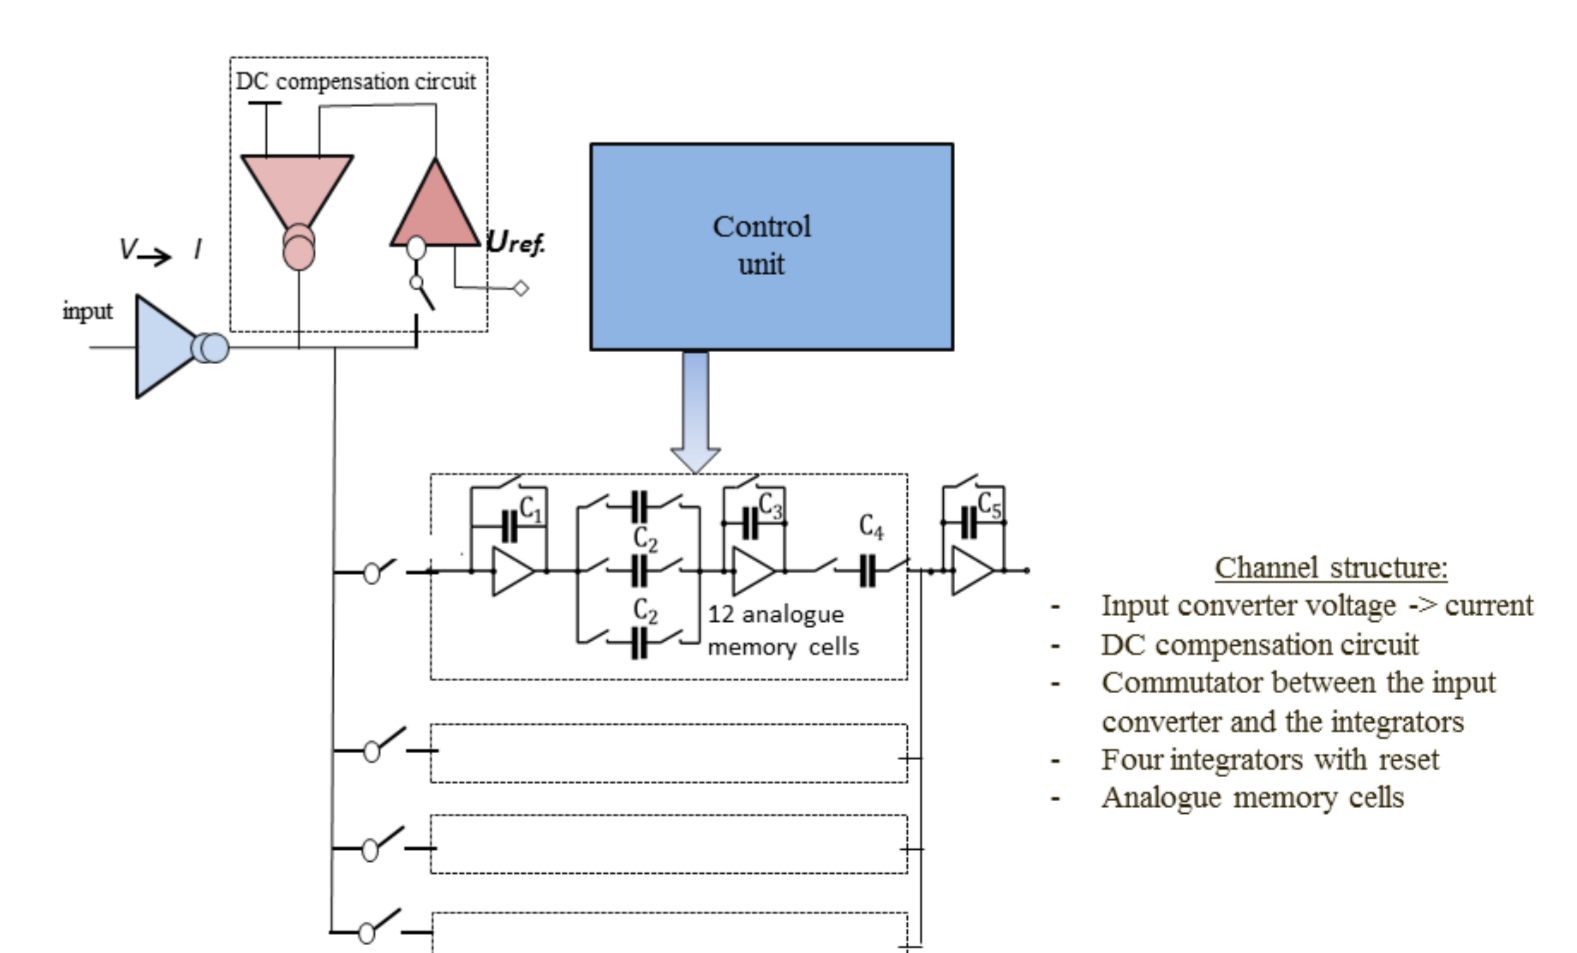 DC compensation circuit
V → I
Uref.
input
Control
unit
C1
C2
C2
C3
C4
C5
12 analogue
memory cells
Channel structure:
- Input converter voltage -> current
- DC compensation circuit
- Commutator between the input
converter and the integrators
- Four integrators with reset
- Analogue memory cells